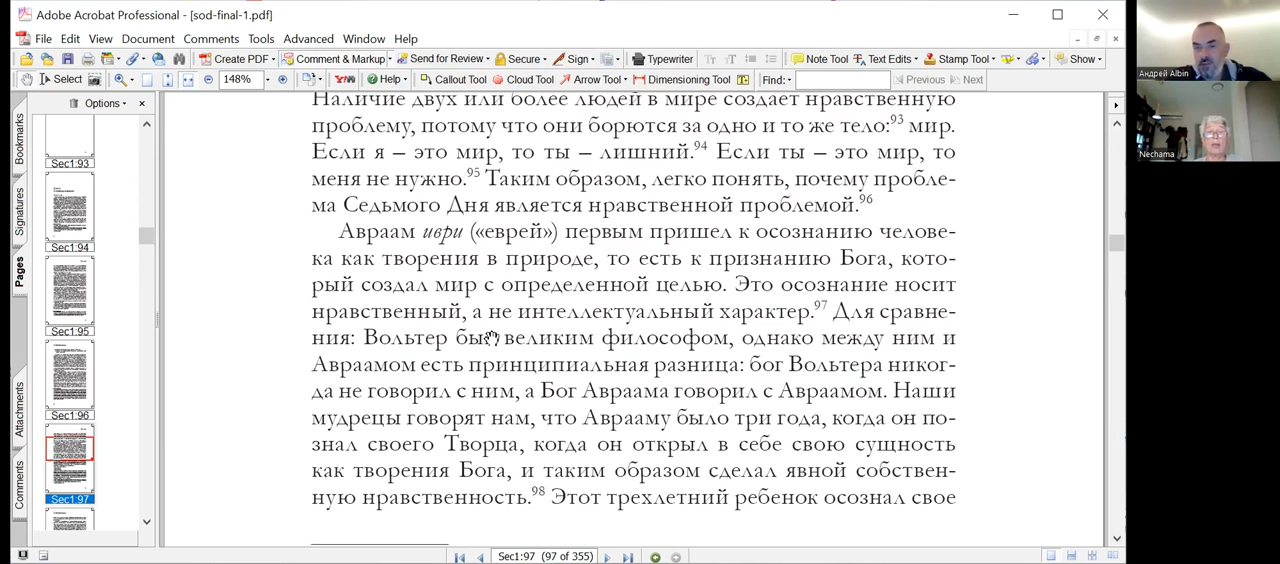 Adobe Acrobat Professional - [sod-final-1.pdf]
File Edit View Document Comments Tools Advanced Window Help
Create PDF Comment & Markup Send for Review Secure Sign Typewriter Note Tool Text Edits Stamp Tool Show
Select 148% Help Callout Cloud Tool Arrow Tool Dimensioning Tool Find: Previous Next
Options
Bookmarks
Signatures
Pages
Attachments
Comments
Sec1:93
Sec1:94
Sec1:95
Sec1:96
Sec1:97
Наличие двух или более людей в мире создает нравственную
проблему, потому что они борются за одно и то же тело:93 мир.
Если я – это мир, то ты – лишний.94 Если ты – это мир, то
меня не нужно.95 Таким образом, легко понять, почему пробле-
ма Седьмого Дня является нравственной проблемой.96
Авраам иври («еврей») первым пришел к осознанию челове-
ка как творения в природе, то есть к признанию Бога, кото-
рый создал мир с определенной целью. Это осознание носит
нравственный, а не интеллектуальный характер.97 Для сравне-
ния: Вольтер был великим философом, однако между ним и
Авраамом есть принципиальная разница: бог Вольтера никог-
да не говорил с ним, а Бог Авраама говорил с Авраамом. Наши
мудрецы говорят нам, что Аврааму было три года, когда он по-
знал своего Творца, когда он открыл в себе свою сущность
как творения Бога, и таким образом сделал явной собствен-
ную нравственность.98 Этот трехлетний ребенок осознал свое
Sec1:97 (97 of 355)
Андрей Albin
Nechama